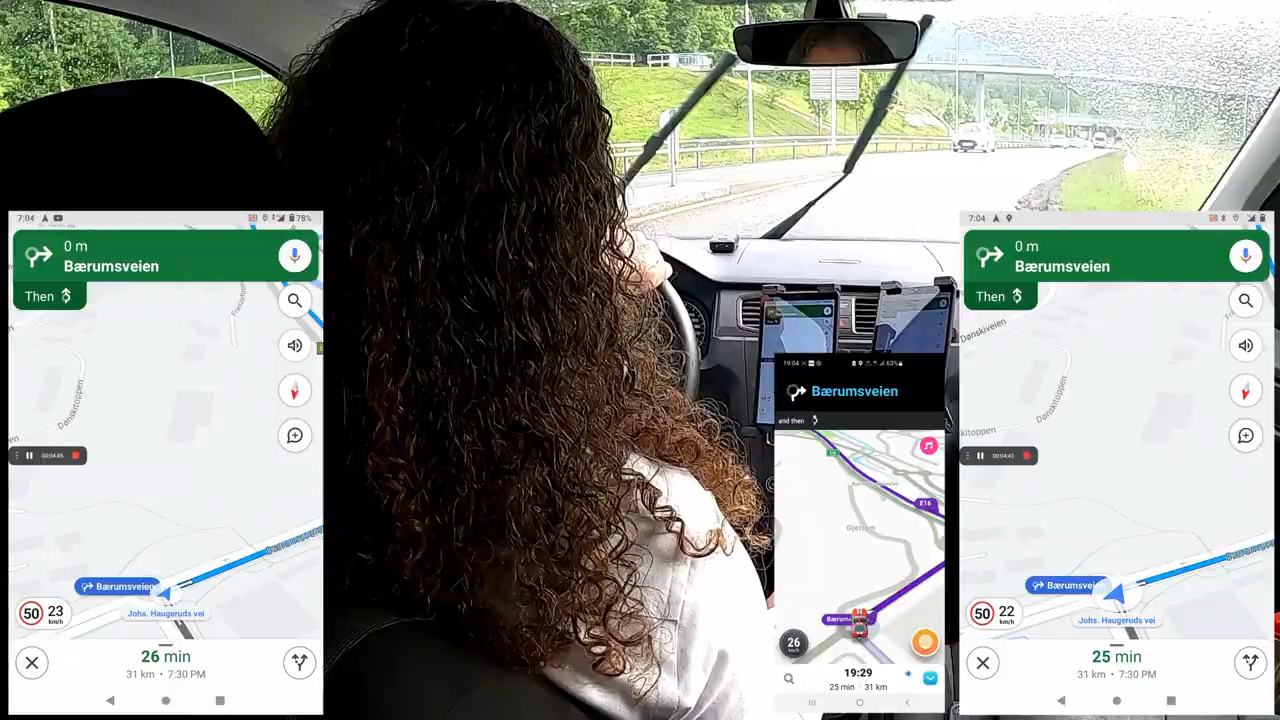 7:04
78%
0 m
Bærumsveien
Then
Dønskitoppen
00:04:45
Bærumsveien
Johs. Haugeruds vei
50
23
km/h
26 min
31 km • 7:30 PM
19:04
63%
Bærumsveien
and then
E16
Gjettum
26
km/h
19:29
25 min
31 km
7:04
0 m
Bærumsveien
Then
Dønskiveien
Dønskitoppen
kitoppen
00:04:43
Bærumsveien
Johs. Haugeruds vei
50
22
km/h
25 min
31 km • 7:30 PM